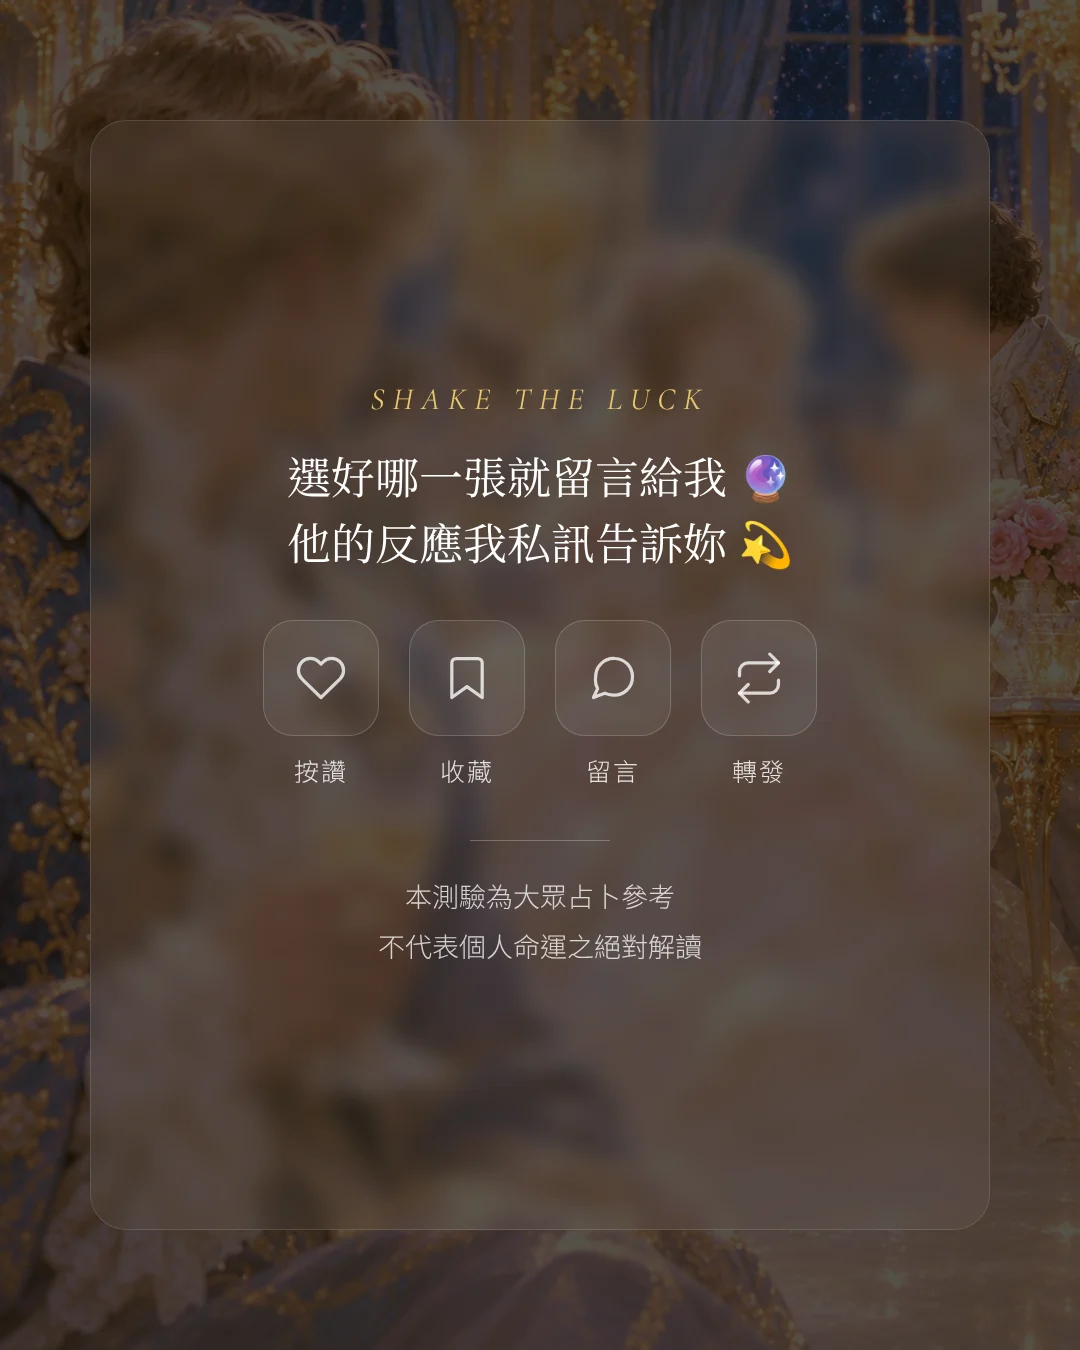 SHAKE THE LUCK
選好哪一張就留言給我 🔮
他的反應我私訊告訴妳 💫
按讚
收藏
留言
轉發
本測驗為大眾占卜參考
不代表個人命運之絕對解讀